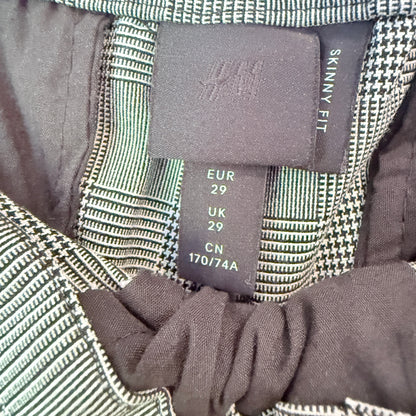 H&M
SKINNY FIT
EUR
29
UK
29
CN
170/74A